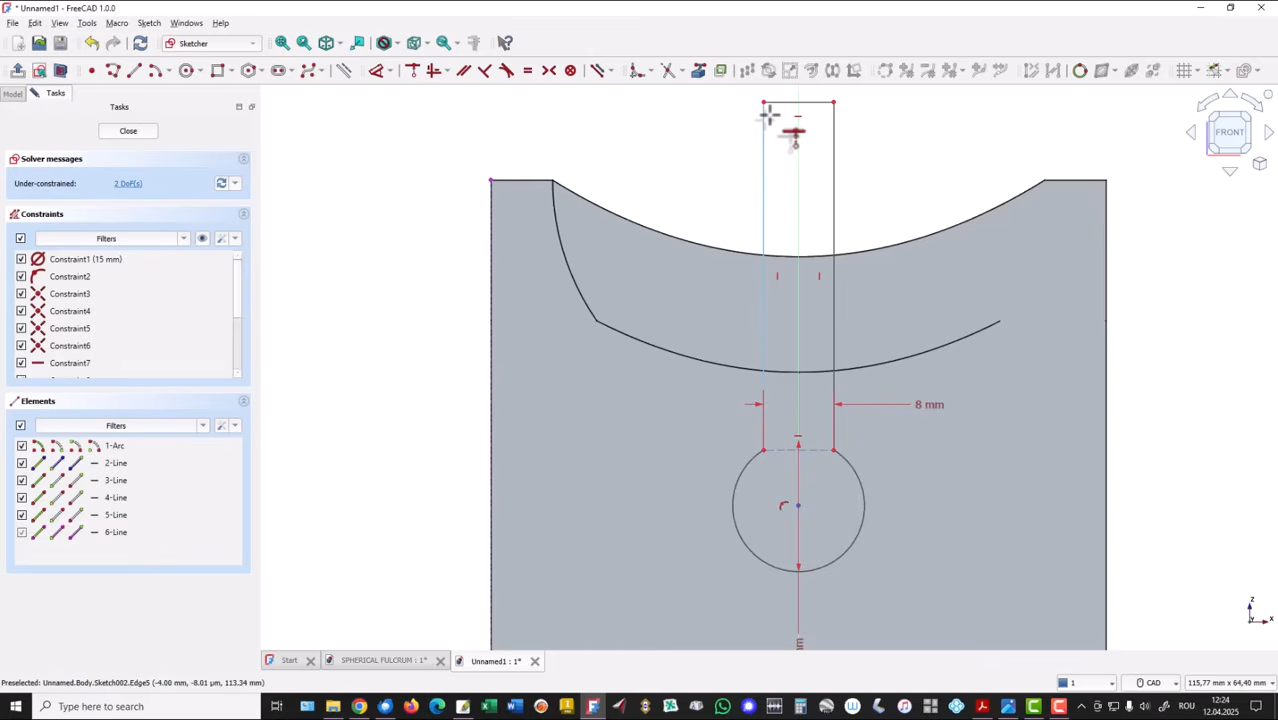 * Unnamed1 - FreeCAD 1.0.0
File Edit View Tools Macro Sketch Windows Help
Sketcher
Model Tasks
Tasks
Close
Solver messages
Under-constrained: 2 DoF(s)
Constraints
Filters
Constraint1 (15 mm)
Constraint2
Constraint3
Constraint4
Constraint5
Constraint6
Constraint7
Elements
Filters
1-Arc
2-Line
3-Line
4-Line
5-Line
6-Line
FRONT
8 mm
z
x
Y
Start SPHERICAL FULCRUM : 1* Unnamed1 : 1*
Preselected: Unnamed.Body.Sketch002.Edge5 (-4.00 mm, -8.01 µm, 113.34 mm)
1 CAD 115,77 mm x 64,40 mm
Type here to search
12:24
12.04.2025